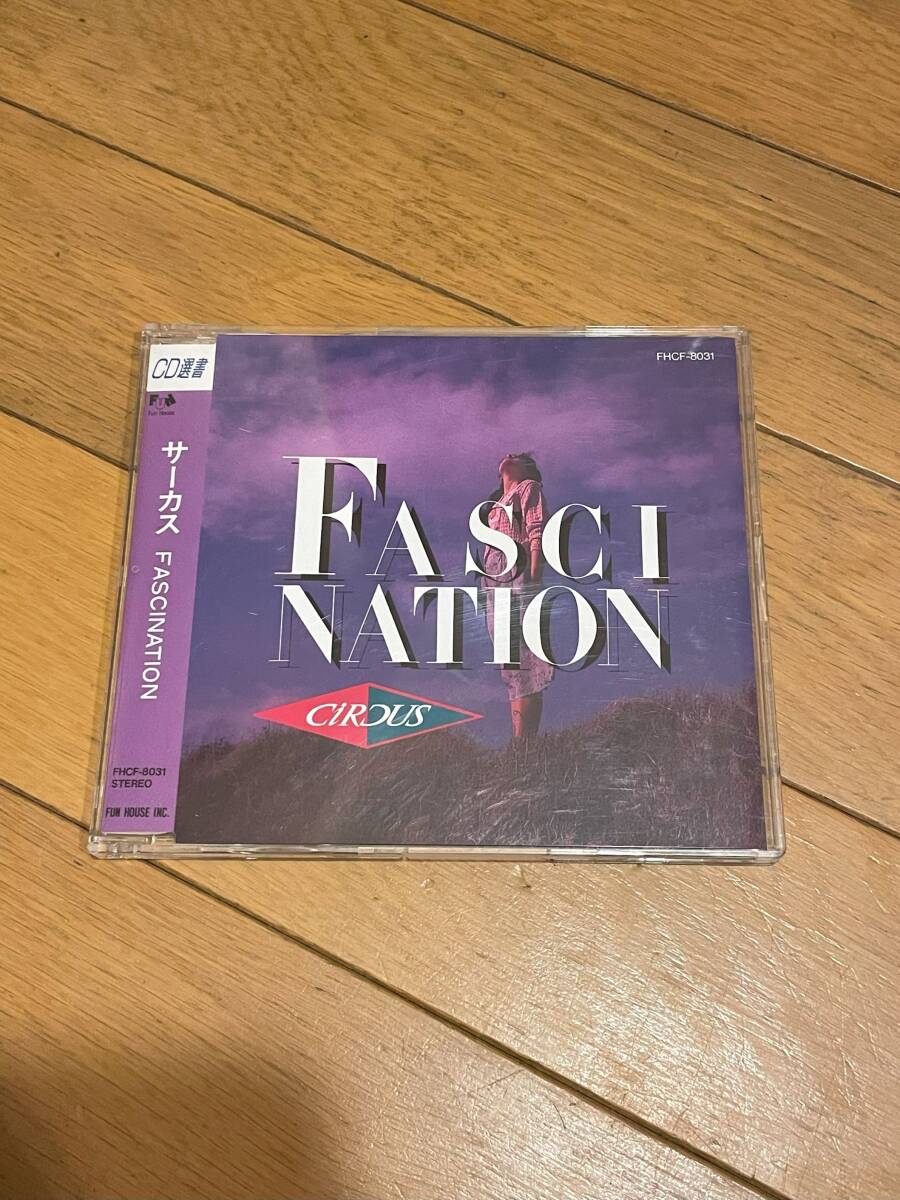 CD選書
Fun
Fun House
サーカス FASCINATION
FHCF-8031
STEREO
FUN HOUSE INC.
FHCF-8031
FASCI
NATION
CiRCUS